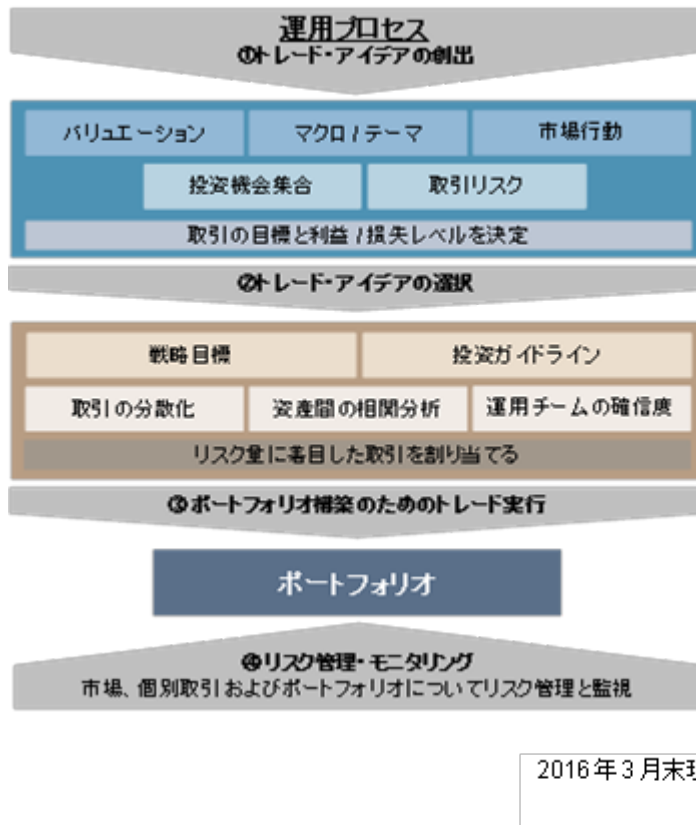 運用プロセス
①トレード・アイデアの創出
バリュエーション
マクロ/テーマ
市場行動
投資機会集合
取引リスク
取引の目標と利益/損失レベルを決定
②トレード・アイデアの選択
戦略目標
投資ガイドライン
取引の分散化
資産間の相関分析
運用チームの確信度
リスク量に着目した取引を割り当てる
③ポートフォリオ構築のためのトレード実行
ポートフォリオ
④リスク管理・モニタリング
市場、個別取引およびポートフォリオについてリスク管理と監視
2016年3月末